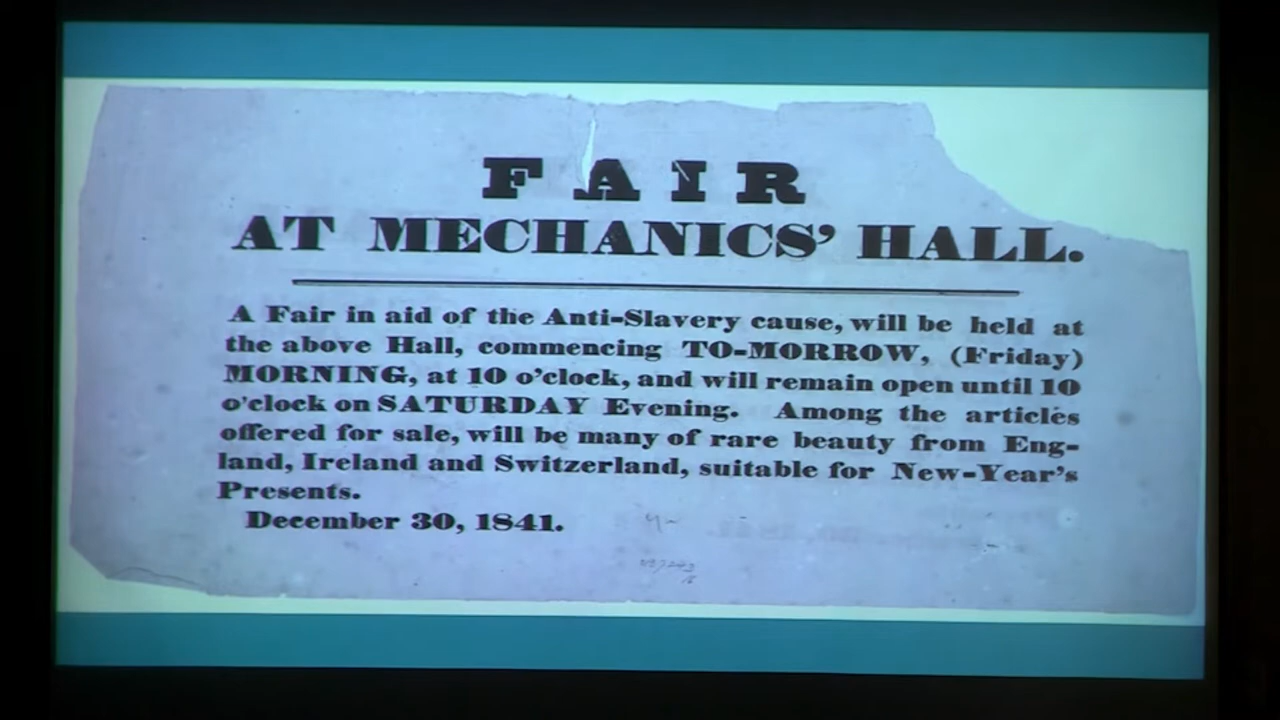 FAIR
AT MECHANICS' HALL.
A Fair in aid of the Anti-Slavery cause, will be held at
the above Hall, commencing TO-MORROW, (Friday)
MORNING, at 10 o'clock, and will remain open until 10
o'clock on SATURDAY Evening. Among the articles
offered for sale, will be many of rare beauty from Eng-
land, Ireland and Switzerland, suitable for New-Year's
Presents.
December 30, 1841.